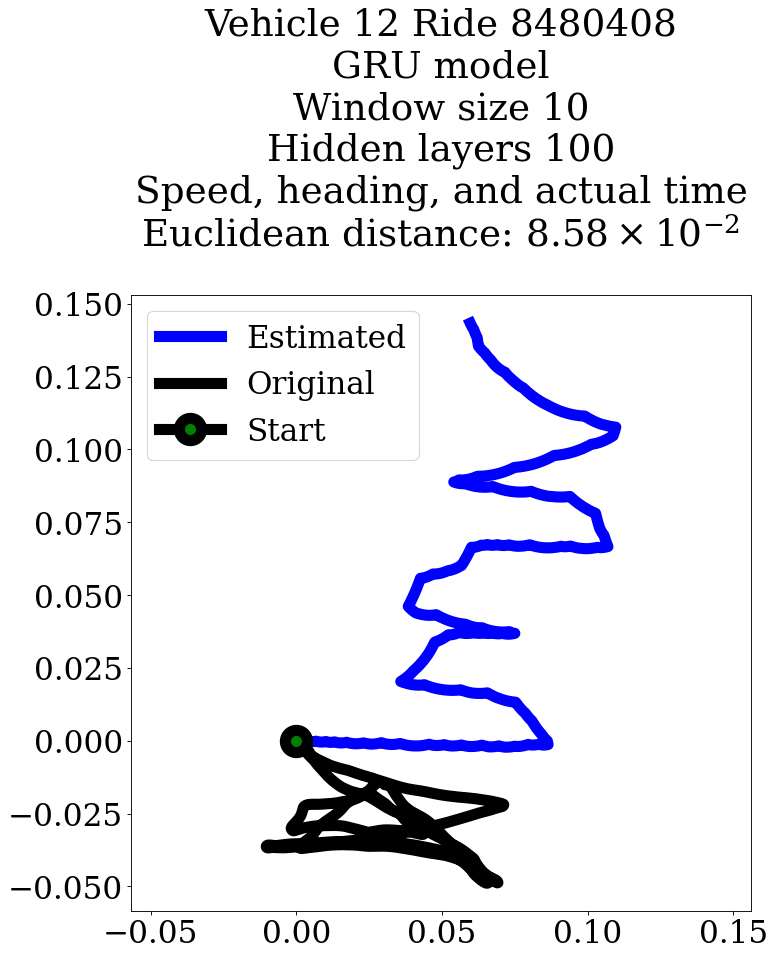 Vehicle 12 Ride 8480408
GRU model
Window size 10
Hidden layers 100
Speed, heading, and actual time
Euclidean distance: 8.58 × 10⁻²
Estimated
Original
Start
0.150
0.125
0.100
0.075
0.050
0.025
0.000
−0.025
−0.050
−0.05 0.00 0.05 0.10 0.15